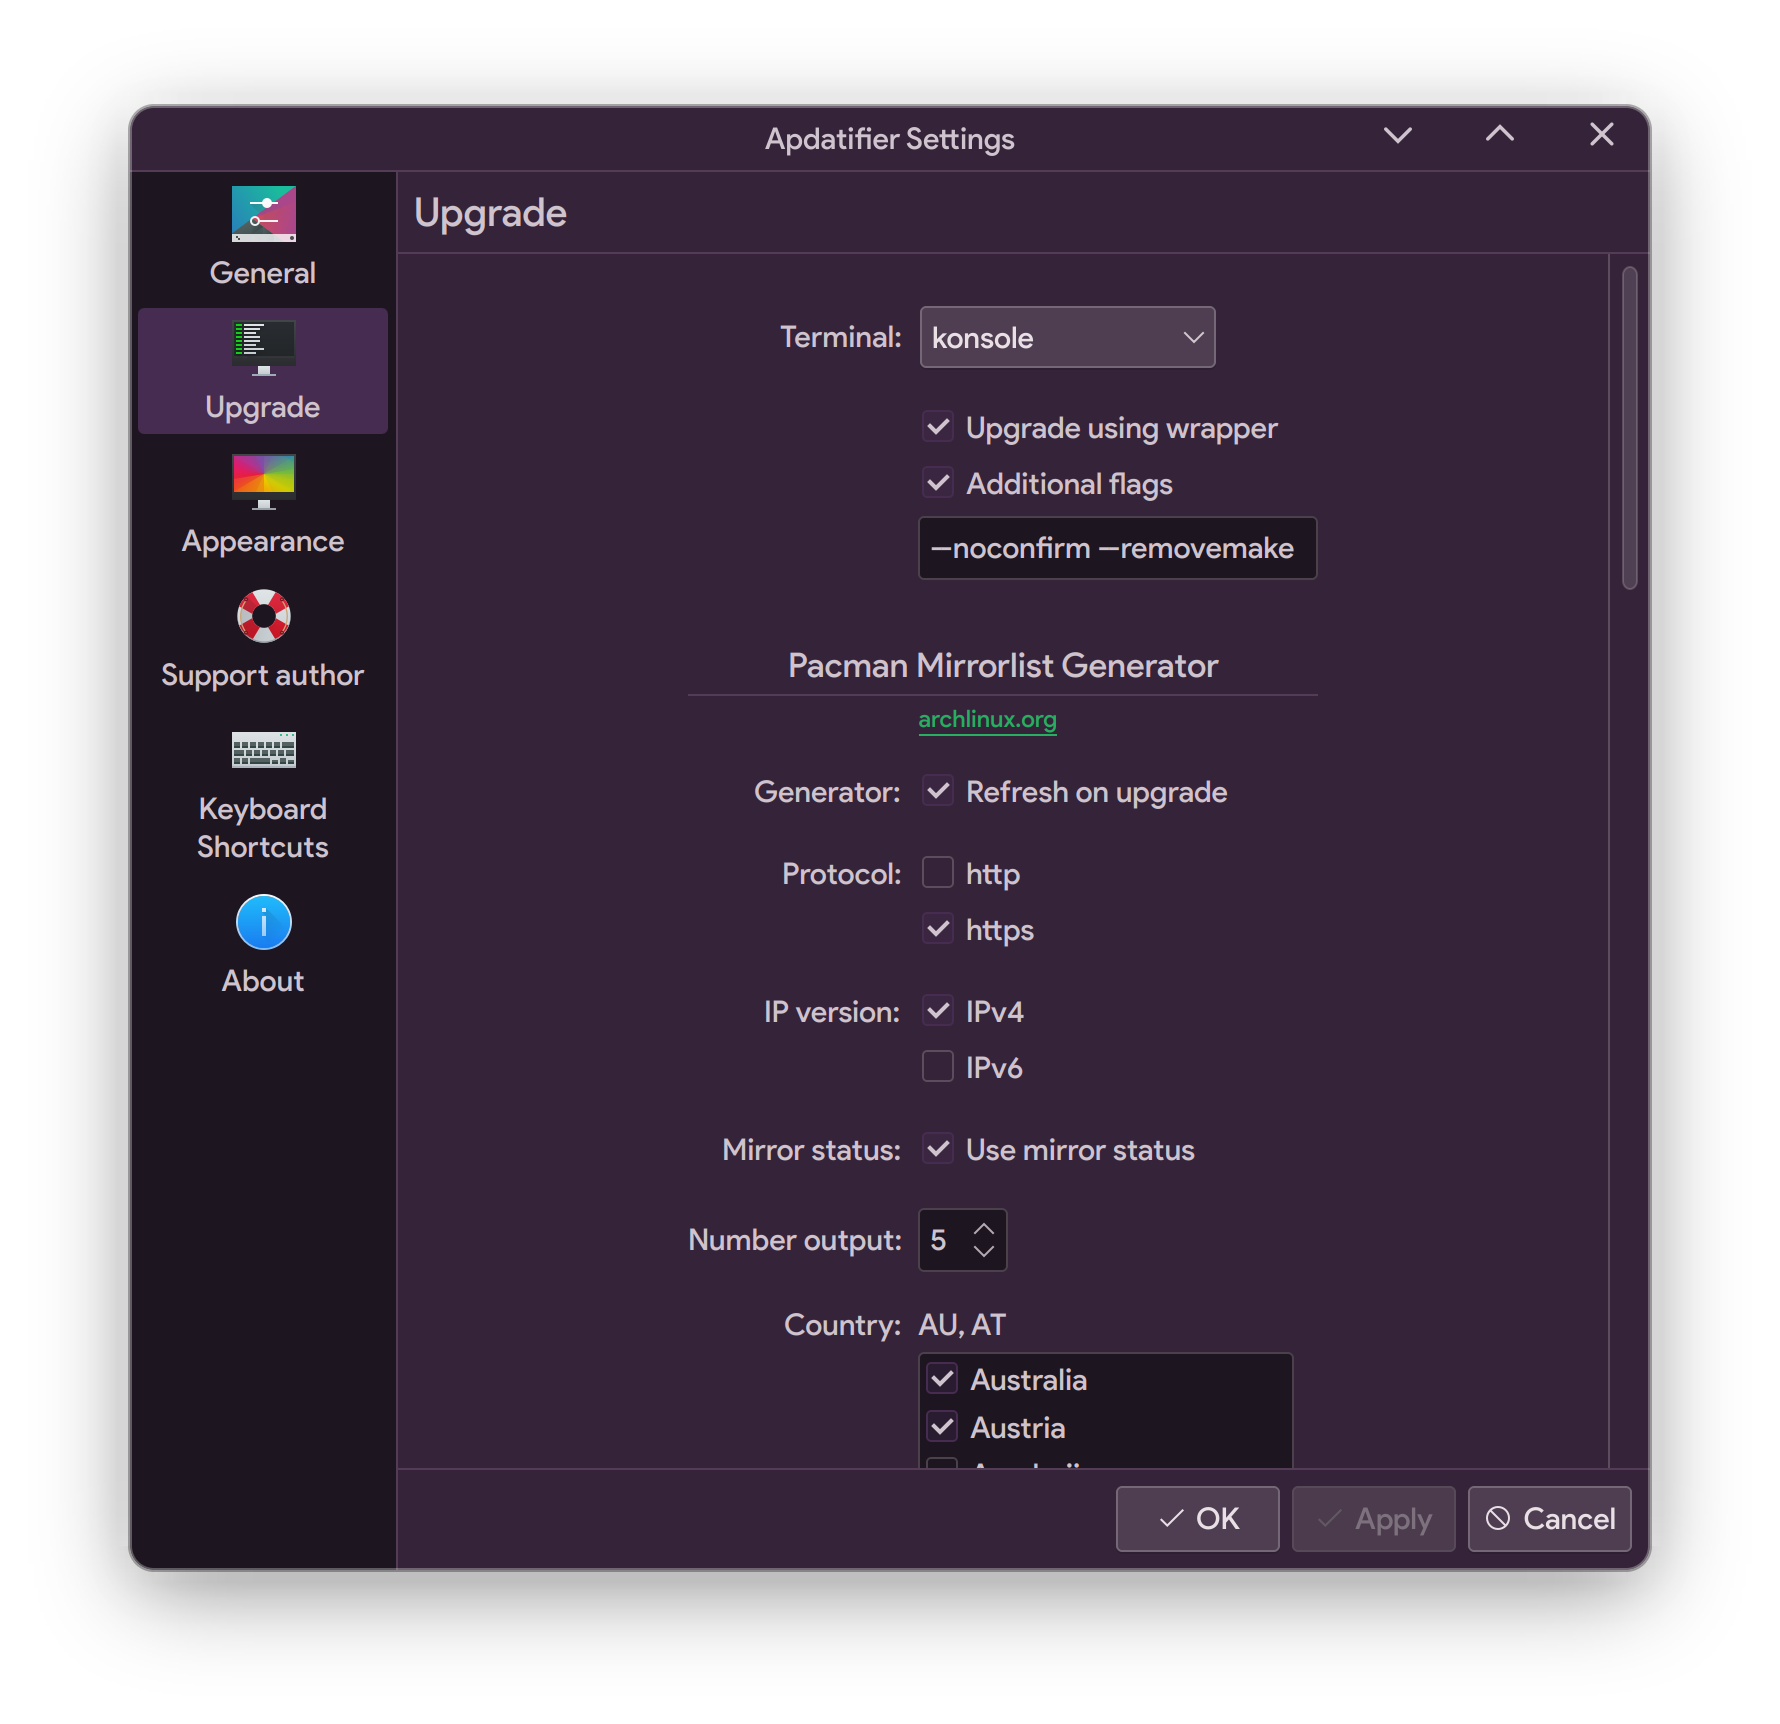 Apdatifier Settings
General
Upgrade
Appearance
Support author
Keyboard
Shortcuts
About
Upgrade
Terminal: konsole
Upgrade using wrapper
Additional flags
—noconfirm —removemake
Pacman Mirrorlist Generator
archlinux.org
Generator: Refresh on upgrade
Protocol: http
https
IP version: IPv4
IPv6
Mirror status: Use mirror status
Number output: 5
Country: AU, AT
Australia
Austria
OK Apply Cancel